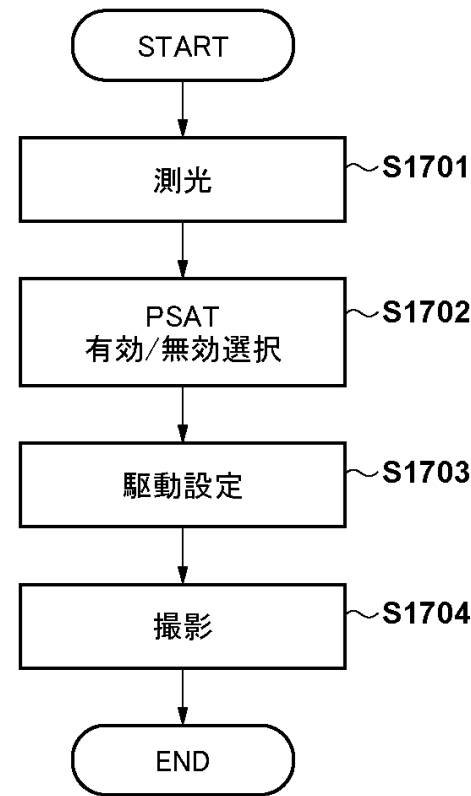 START
測光
S1701
PSAT
有効/無効選択
S1702
駆動設定
S1703
撮影
S1704
END